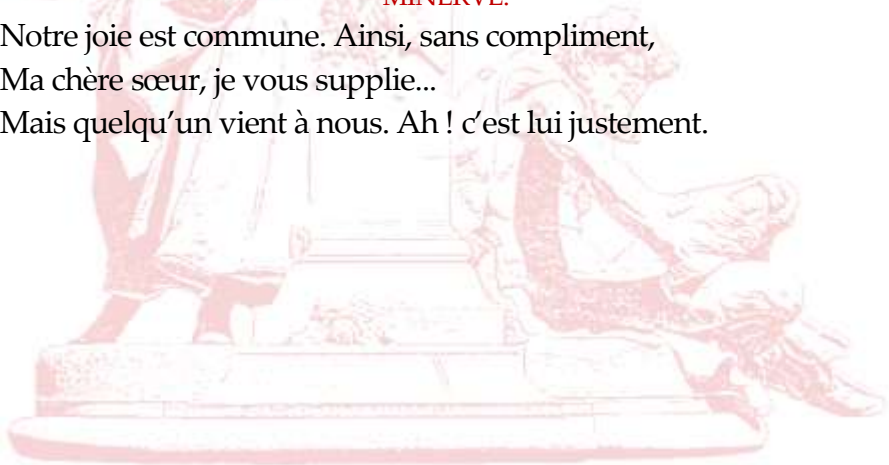 MINERVE.
Notre joie est commune. Ainsi, sans compliment,
Ma chère sœur, je vous supplie...
Mais quelqu’un vient à nous. Ah ! c’est lui justement.